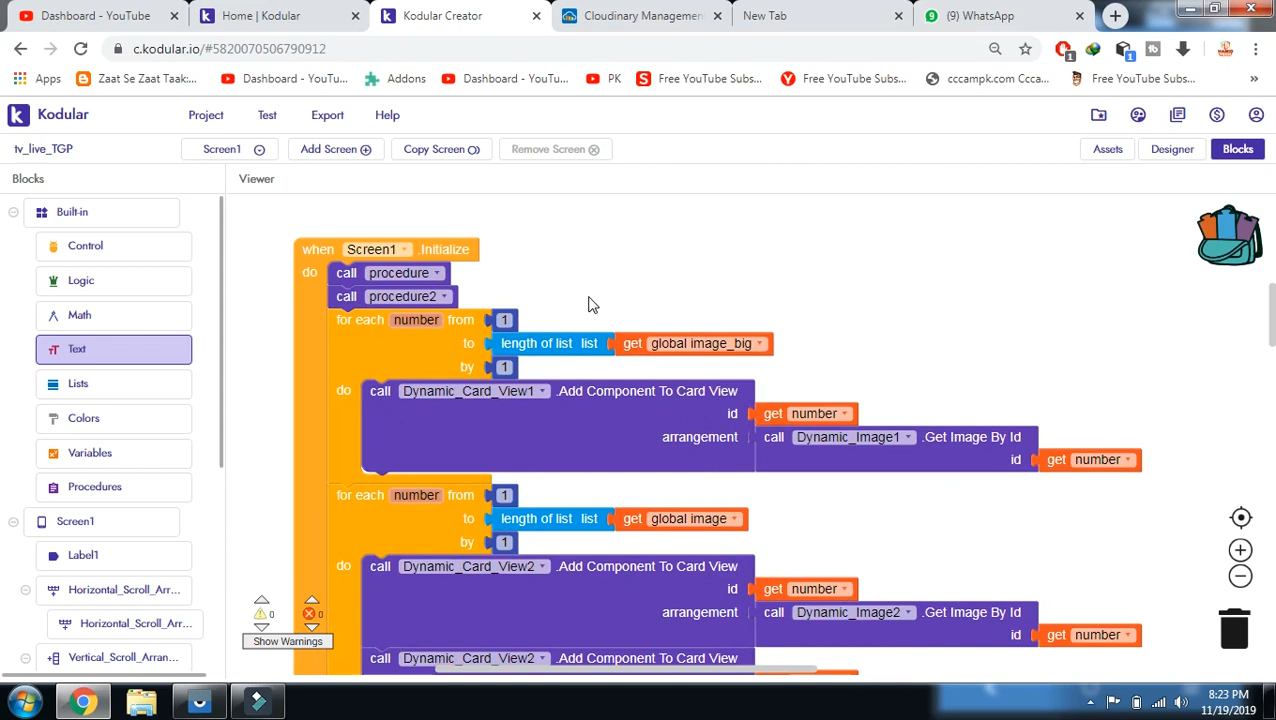 Dashboard - YouTube
Home | Kodular
Kodular Creator
Cloudinary Management
New Tab
(5) WhatsApp
c.kodular.io/#5820070506790912
Apps
Zaat Se Zaat Taak:...
Dashboard - YouTu...
Addons
Dashboard - YouTu...
PK
Free YouTube Subs...
Free YouTube Subs...
cccampk.com Ccca...
Free YouTube Subs...
»
Kodular
Project
Test
Export
Help
tv_live_TGP
Screen1
Add Screen
Copy Screen
Remove Screen
Assets
Designer
Blocks
Blocks
Viewer
Built-in
Control
Logic
Math
Text
Lists
Colors
Variables
Procedures
Screen1
Label1
Horizontal_Scroll_Arr...
Horizontal_Scroll_Arr...
Vertical_Scroll_Arran...
when Screen1 .Initialize
do call procedure
call procedure2
for each number from 1
to length of list list get global image_big
by 1
do call Dynamic_Card_View1 .Add Component To Card View
id get number
arrangement call Dynamic_Image1 .Get Image By Id
id get number
for each number from 1
to length of list list get global image
by 1
do call Dynamic_Card_View2 .Add Component To Card View
id get number
arrangement call Dynamic_Image2 .Get Image By Id
id get number
call Dynamic_Card_View2 .Add Component To Card View
0
0
Show Warnings
8:23 PM
11/19/2019